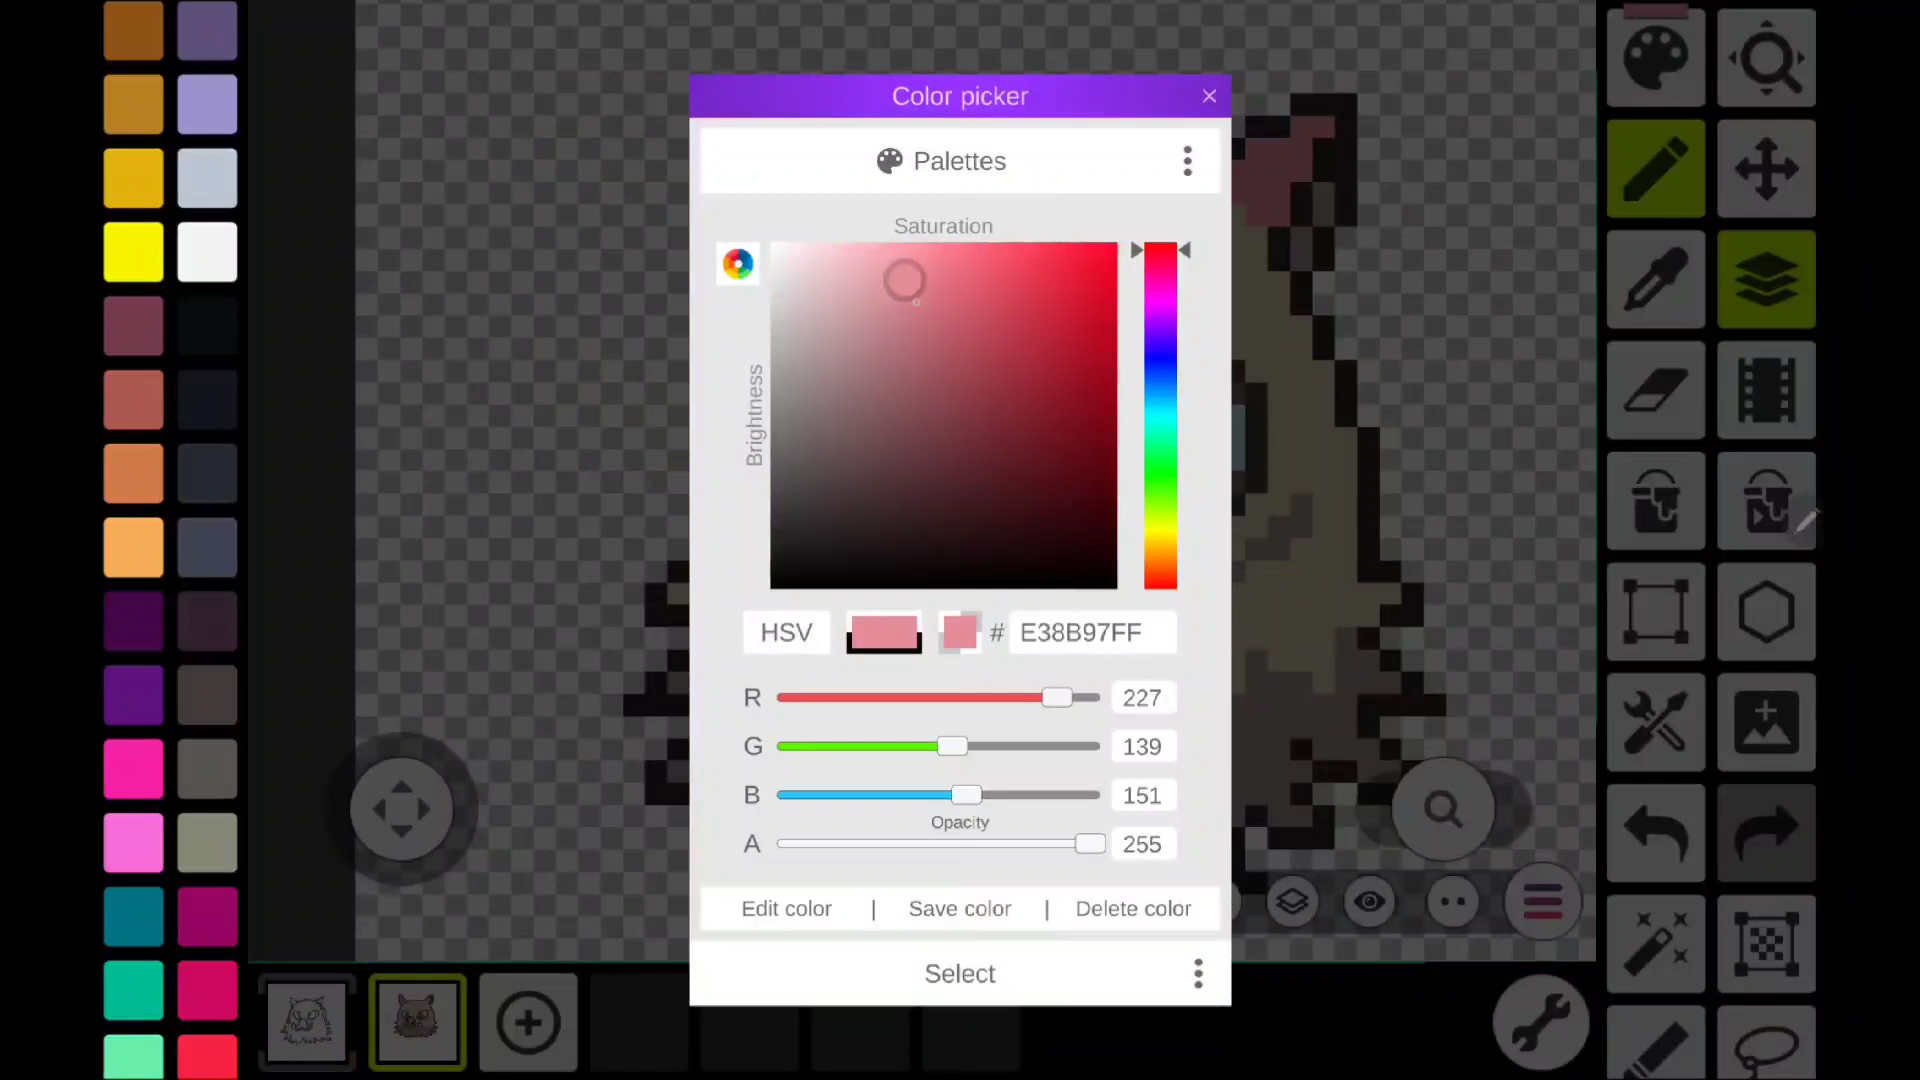 Color picker
Palettes
Saturation
Brightness
HSV
# E38B97FF
R 227
G 139
B 151
Opacity
A 255
Edit color | Save color | Delete color
Select